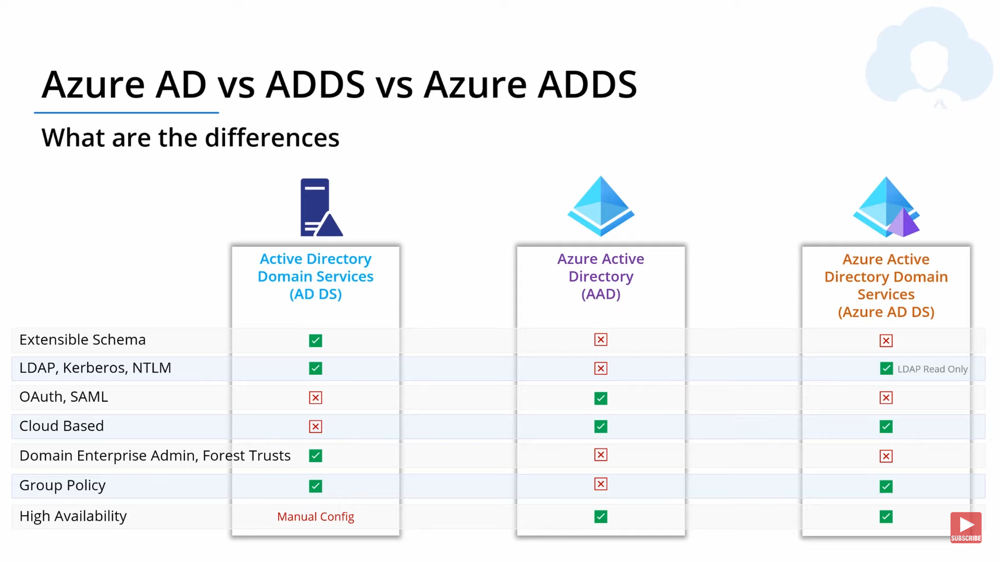 Azure AD vs ADDS vs Azure ADDS
What are the differences
Active Directory
Domain Services
(AD DS)
Azure Active
Directory
(AAD)
Azure Active
Directory Domain
Services
(Azure AD DS)
Extensible Schema
LDAP, Kerberos, NTLM
LDAP Read Only
OAuth, SAML
Cloud Based
Domain Enterprise Admin, Forest Trusts
Group Policy
High Availability
Manual Config
SUBSCRIBE